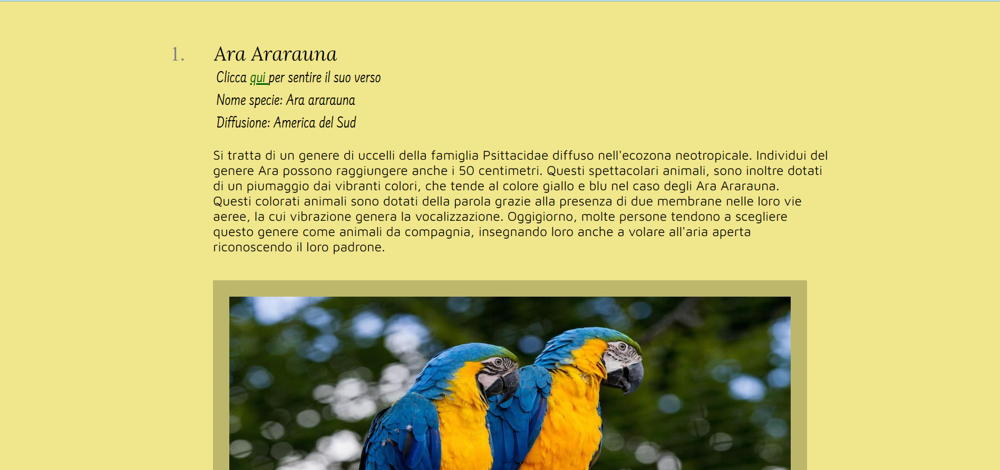 1. Ara Ararauna
Clicca qui per sentire il suo verso
Nome specie: Ara ararauna
Diffusione: America del Sud
Si tratta di un genere di uccelli della famiglia Psittacidae diffuso nell'ecozona neotropicale. Individui del
genere Ara possono raggiungere anche i 50 centimetri. Questi spettacolari animali, sono inoltre dotati
di un piumaggio dai vibranti colori, che tende al colore giallo e blu nel caso degli Ara Ararauna.
Questi colorati animali sono dotati della parola grazie alla presenza di due membrane nelle loro vie
aeree, la cui vibrazione genera la vocalizzazione. Oggigiorno, molte persone tendono a scegliere
questo genere come animali da compagnia, insegnando loro anche a volare all'aria aperta
riconoscendo il loro padrone.